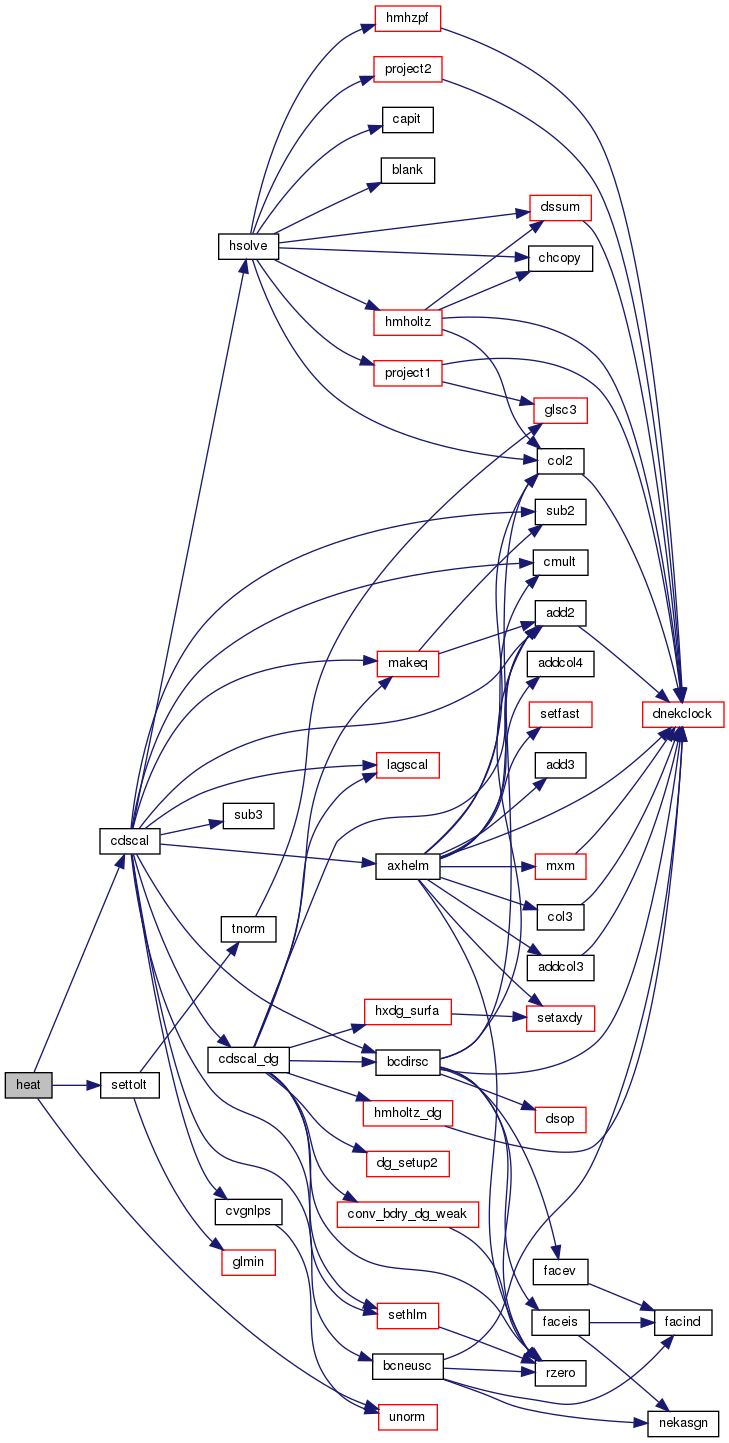 hmhzpf
project2
capit
blank
dssum
hsolve
chcopy
hmholtz
project1
glsc3
col2
sub2
cmult
add2
makeq
addcol4
setfast
dnekclock
lagscal
add3
sub3
cdscal
axhelm
mxm
col3
tnorm
addcol3
hxdg_surfa
setaxdy
cdscal_dg
bcdirsc
heat
settolt
hmholtz_dg
dsop
dg_setup2
cvgnlps
conv_bdry_dg_weak
glmin
facev
sethlm
faceis
facind
bcneusc
rzero
unorm
nekasgn